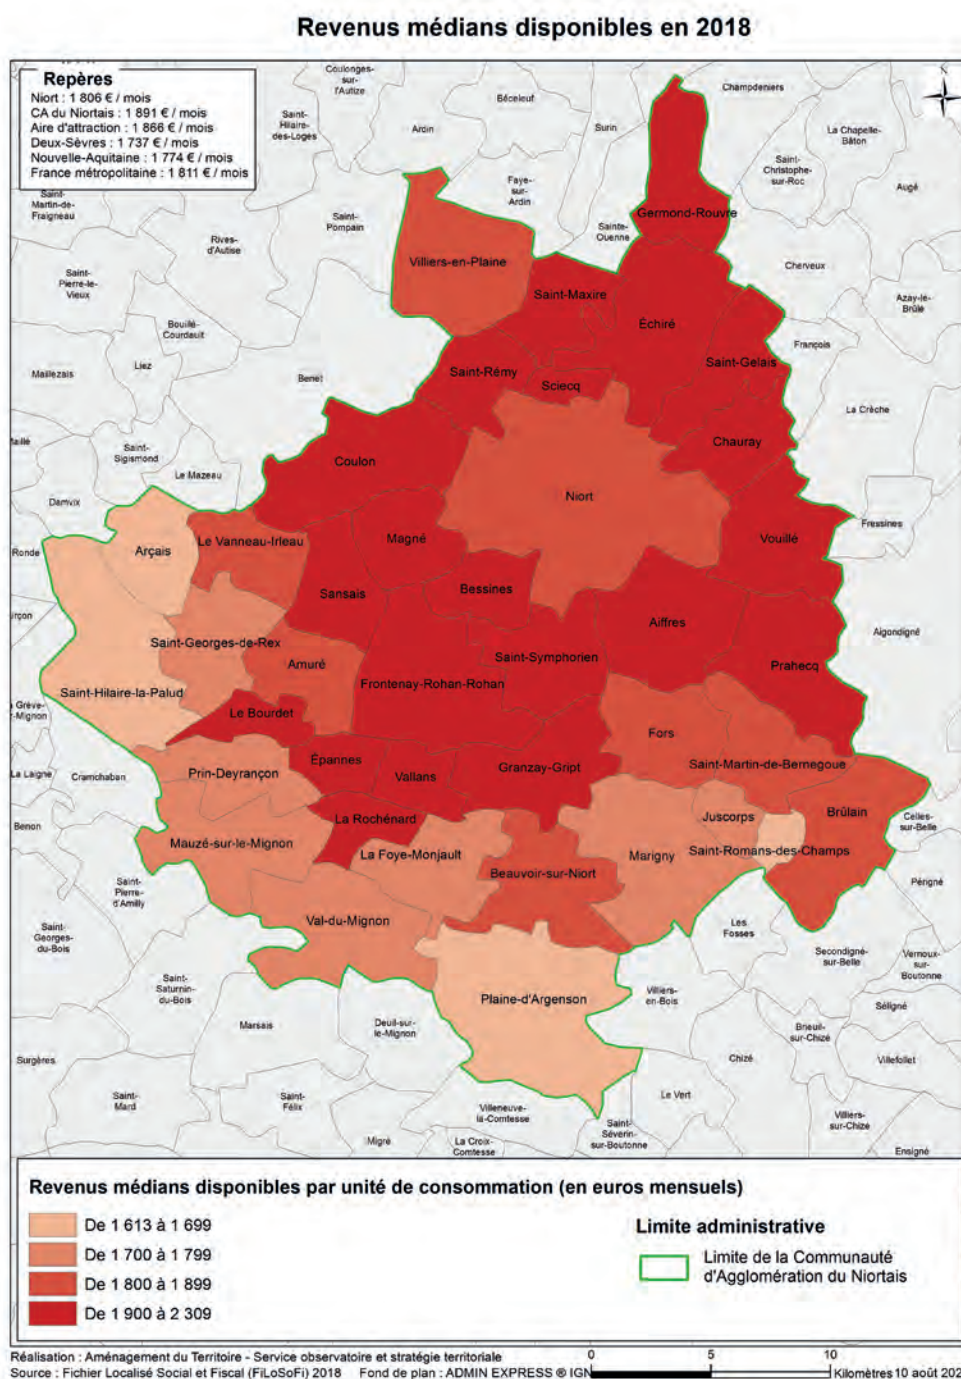 Revenus médians disponibles en 2018
Repères
Niort : 1 806 € / mois
CA du Niortais : 1 891 € / mois
Aire d'attraction : 1 866 € / mois
Deux-Sèvres : 1 737 € / mois
Nouvelle-Aquitaine : 1 774 € / mois
France métropolitaine : 1 811 € / mois
N
Coulonges-
sur-
l'Autize
Béceleuf
Champdeniers
Saint-
Hilaire-
des-Loges
Ardin
Surin
La Chapelle-
Bâton
Saint-
Christophe-
sur-Roc
Augé
Faye-
sur-
Ardin
Saint-
Martin-de-
Fraigneau
Saint-
Pompain
Rives-
d'Autise
Sainte-
Ouenne
Germond-Rouvre
Villiers-en-Plaine
Cherveux
Saint-
Pierre-le-
Vieux
Saint-Maxire
Azay-le-
Brûlé
Échiré
Bouillé-
Courdault
François
Liez
Saint-Gelais
Maillezais
Benet
Saint-Rémy
Sciecq
La Crèche
Chauray
Saint-
Sigismond
Coulon
Le Mazeau
Niort
Damvix
Fressines
Arçais
Le Vanneau-Irleau
Magné
Vouillé
Ronde
Sansais
Bessines
Aiffres
Aigondigné
Saint-Georges-de-Rex
Amuré
Saint-Symphorien
Prahecq
Frontenay-Rohan-Rohan
Saint-Hilaire-la-Palud
Le Bourdet
Fors
Épannes
Vallans
Granzay-Gript
Saint-Martin-de-Bernegoue
La Laigne
Cramchaban
Prin-Deyrançon
Brûlain
Celles-
sur-Belle
Juscorps
La Rochénard
Benon
Mauzé-sur-le-Mignon
La Foye-Monjault
Marigny
Saint-Romans-des-Champs
Beauvoir-sur-Niort
Périgné
Saint-
Pierre-
d'Amilly
Val-du-Mignon
Les
Fosses
Saint-
Georges-
du-Bois
Secondigné-
sur-Belle
Vernoux-
sur-
Boutonne
Saint-
Saturnin-
du-Bois
Plaine-d'Argenson
Villiers-
en-Bois
Séligné
Marsais
Deuil-sur-
le-Mignon
Brieuil-
sur-Chizé
Surgères
Chizé
Villefollet
Saint-
Mard
Saint-
Félix
Le Vert
Villeneuve-
la-Comtesse
Villiers-
sur-Chizé
Migré
La Croix-
Comtesse
Saint-
Séverin-
sur-Boutonne
Ensigné
Revenus médians disponibles par unité de consommation (en euros mensuels)
De 1 613 à 1 699
De 1 700 à 1 799
De 1 800 à 1 899
De 1 900 à 2 309
Limite administrative
Limite de la Communauté
d'Agglomération du Niortais
Réalisation : Aménagement du Territoire - Service observatoire et stratégie territoriale
Source : Fichier Localisé Social et Fiscal (FiLoSoFi) 2018 Fond de plan : ADMIN EXPRESS ® IGN
0 5 10
Kilomètres 10 août 202